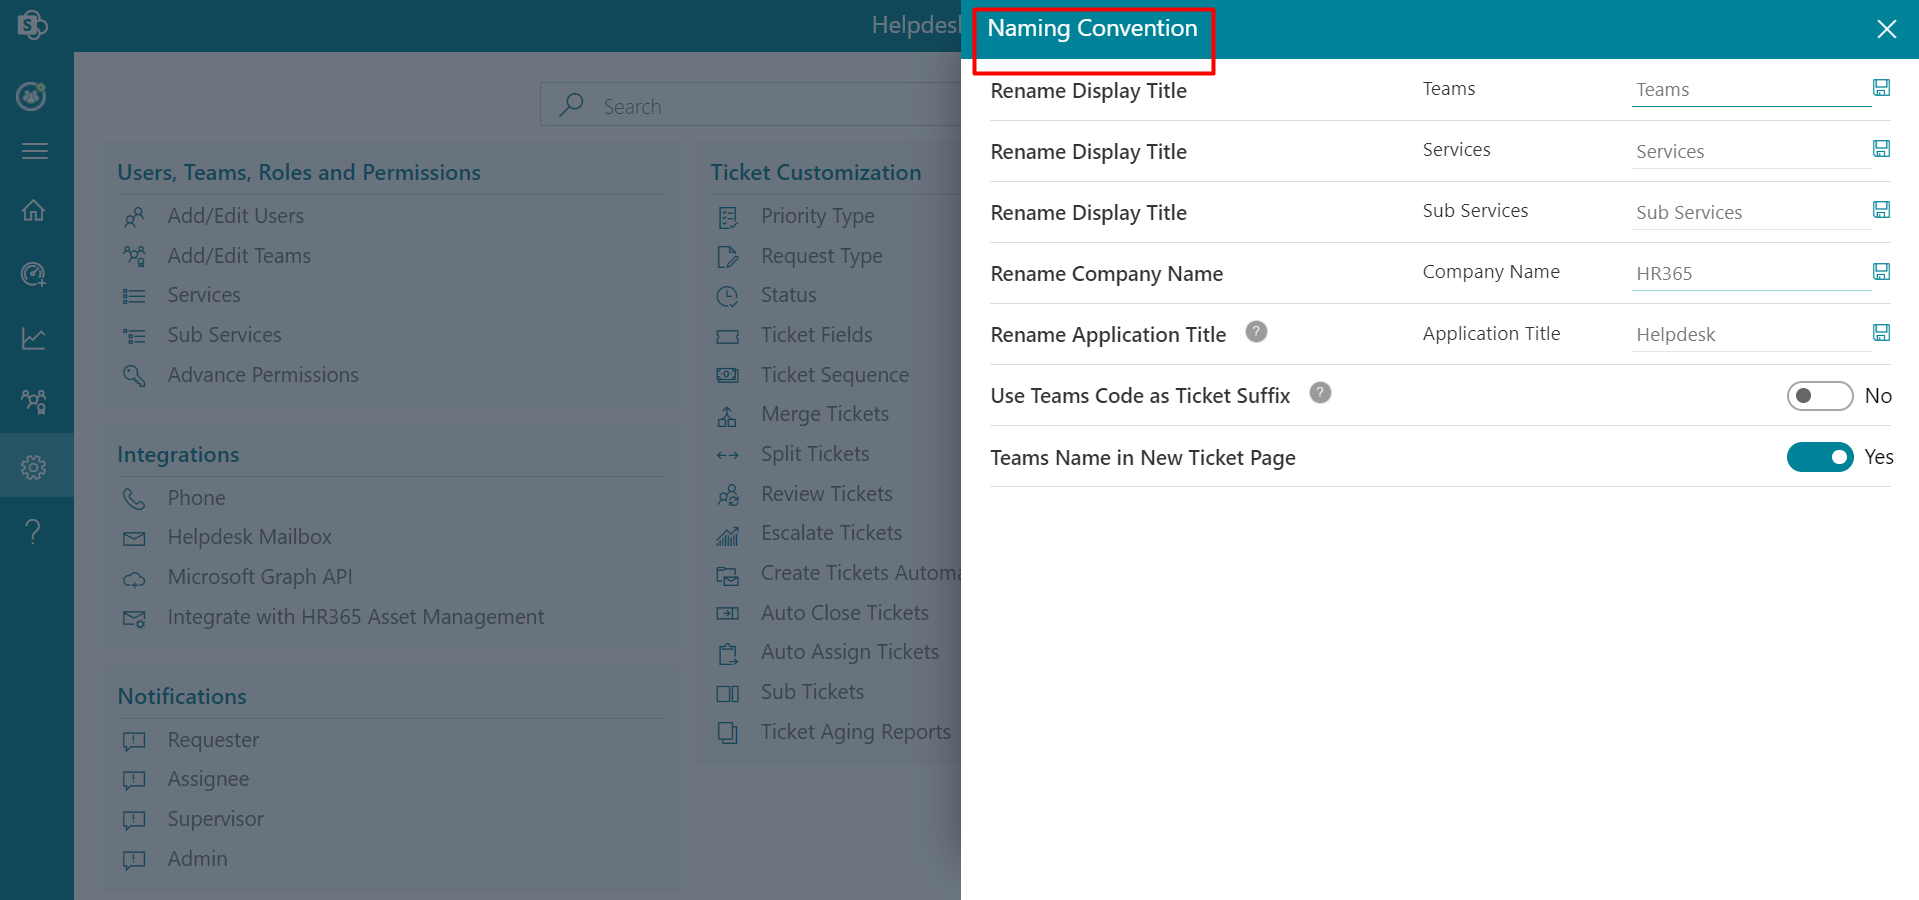 S
Helpdesk
Search
Users, Teams, Roles and Permissions
Add/Edit Users
Add/Edit Teams
Services
Sub Services
Advance Permissions
Integrations
Phone
Helpdesk Mailbox
Microsoft Graph API
Integrate with HR365 Asset Management
Notifications
Requester
Assignee
Supervisor
Admin
Ticket Customization
Priority Type
Request Type
Status
Ticket Fields
Ticket Sequence
Merge Tickets
Split Tickets
Review Tickets
Escalate Tickets
Create Tickets Automa
Auto Close Tickets
Auto Assign Tickets
Sub Tickets
Ticket Aging Reports
Naming Convention
Rename Display Title Teams Teams
Rename Display Title Services Services
Rename Display Title Sub Services Sub Services
Rename Company Name Company Name HR365
Rename Application Title ? Application Title Helpdesk
Use Teams Code as Ticket Suffix ? No
Teams Name in New Ticket Page Yes